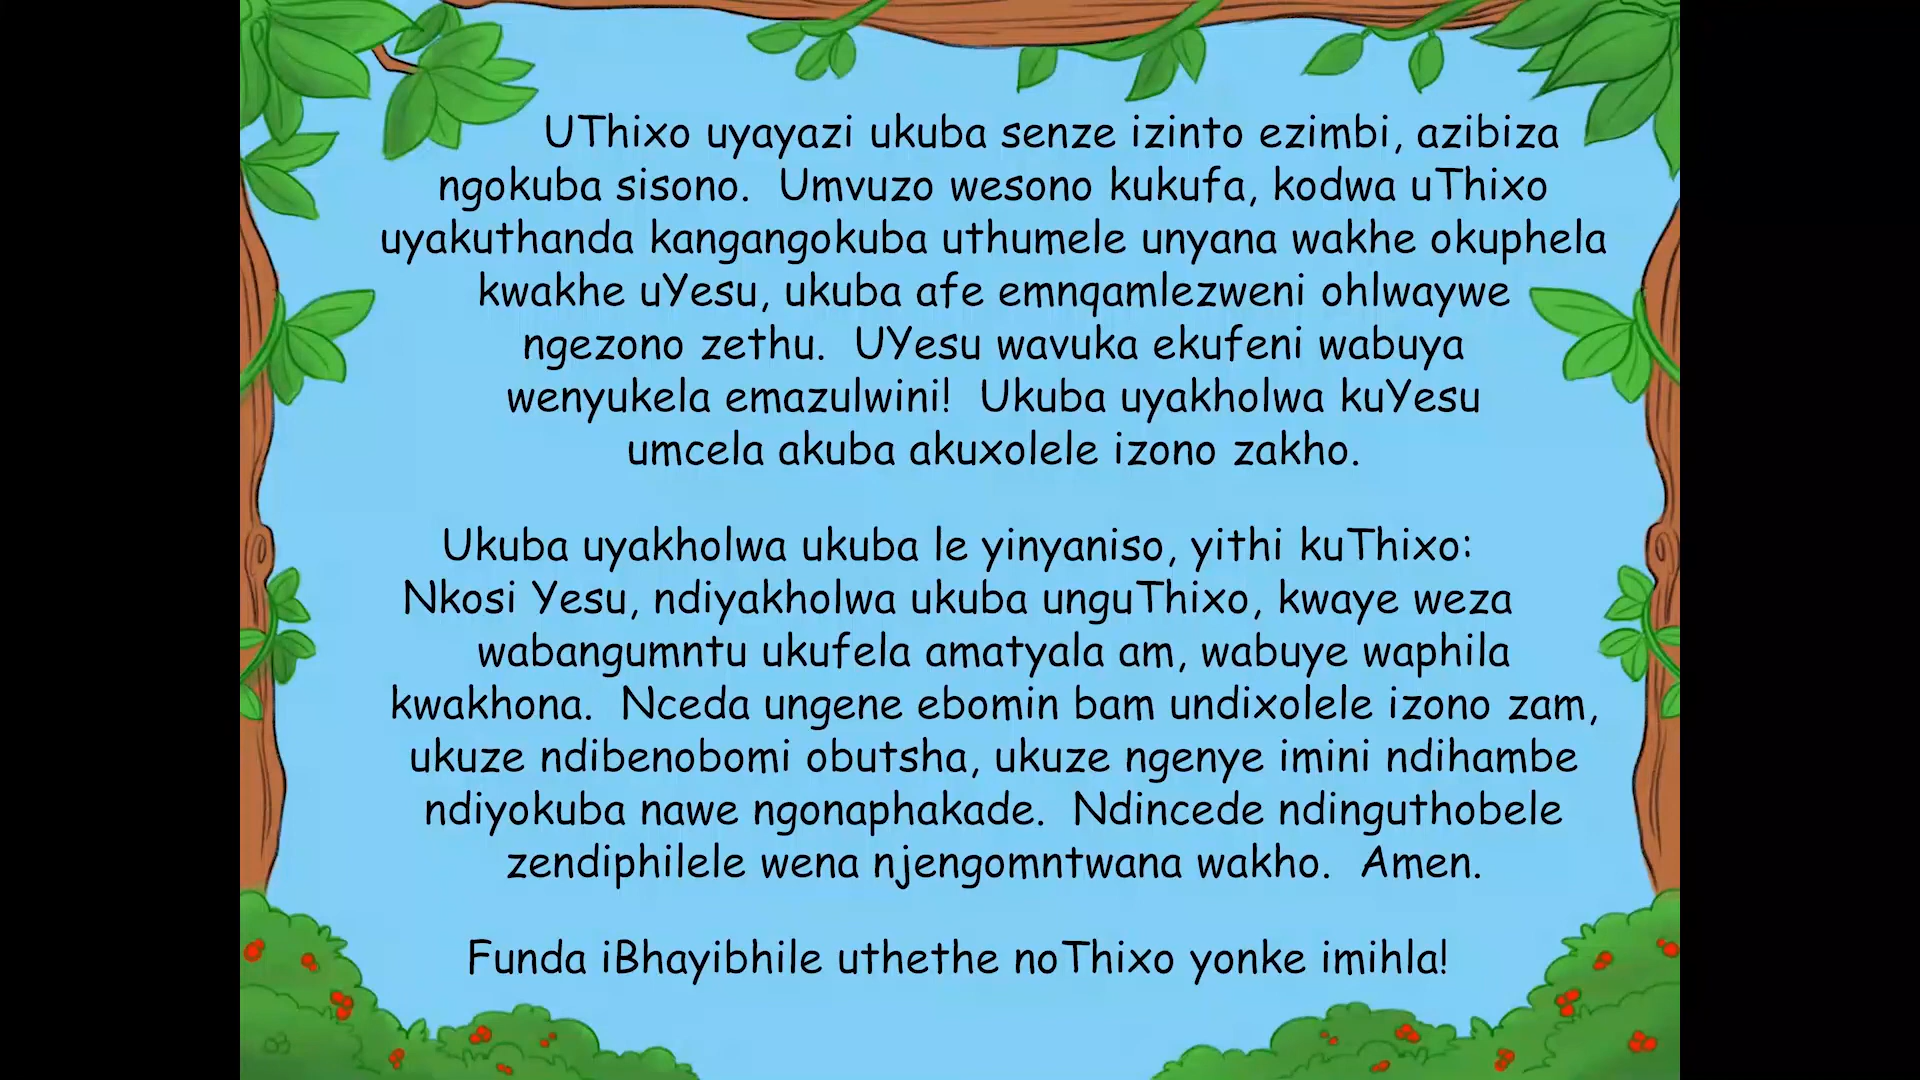 UThixo uyayazi ukuba senze izinto ezimbi, azibiza
ngokuba sisono.  Umvuzo wesono kukufa, kodwa uThixo
uyakuthanda kangangokuba uthumele unyana wakhe okuphela
kwakhe uYesu, ukuba afe emnqamlezweni ohlwaywe
ngezono zethu.  UYesu wavuka ekufeni wabuya
wenyukela emazulwini!  Ukuba uyakholwa kuYesu
umcela akuba akuxolele izono zakho.
Ukuba uyakholwa ukuba le yinyaniso, yithi kuThixo:
Nkosi Yesu, ndiyakholwa ukuba unguThixo, kwaye weza
wabangumntu ukufela amatyala am, wabuye waphila
kwakhona.  Nceda ungene ebomin bam undixolele izono zam,
ukuze ndibenobomi obutsha, ukuze ngenye imini ndihambe
ndiyokuba nawe ngonaphakade.  Ndincede ndinguthobele
zendiphilele wena njengomntwana wakho.  Amen.
Funda iBhayibhile uthethe noThixo yonke imihla!